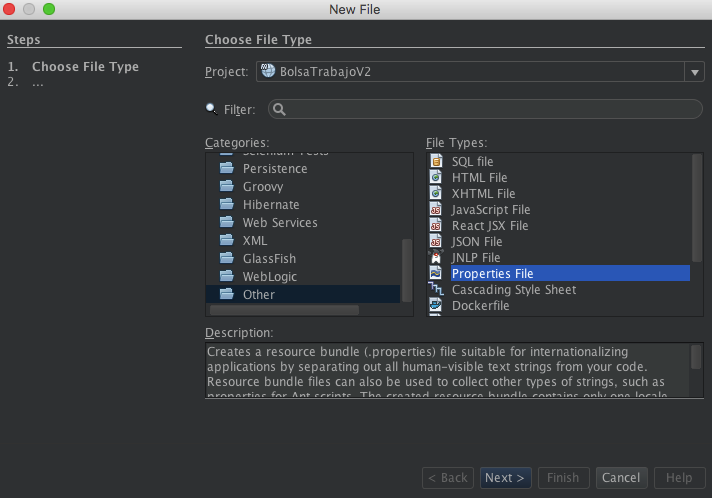 New File
Steps
1. Choose File Type
2. ...
Choose File Type
Project: BolsaTrabajoV2
Filter:
Categories:
Selenium Tests
Persistence
Groovy
Hibernate
Web Services
XML
GlassFish
WebLogic
Other
File Types:
SQL file
HTML File
XHTML File
JavaScript File
React JSX File
JSON File
JNLP File
Properties File
Cascading Style Sheet
Dockerfile
Description:
Creates a resource bundle (.properties) file suitable for internationalizing
applications by separating out all human-visible text strings from your code.
Resource bundle files can also be used to collect other types of strings, such as
properties for Ant scripts. The created resource bundle contains only one locale
< Back Next > Finish Cancel Help